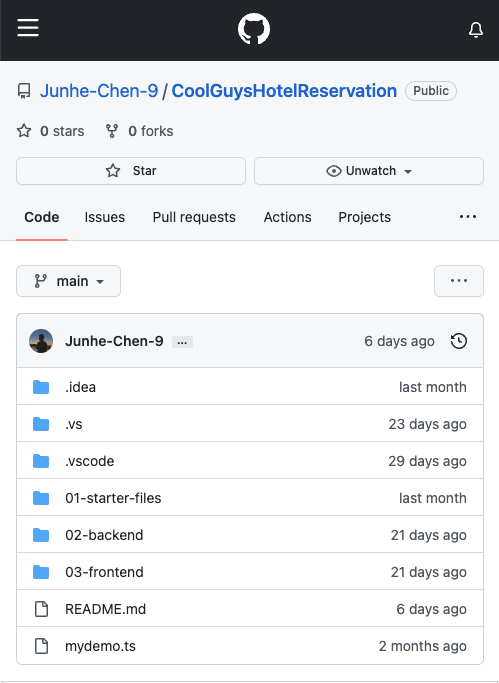 Junhe-Chen-9 / CoolGuysHotelReservation Public
0 stars 0 forks
Star Unwatch
Code Issues Pull requests Actions Projects ...
main ...
Junhe-Chen-9 ... 6 days ago
.idea last month
.vs 23 days ago
.vscode 29 days ago
01-starter-files last month
02-backend 21 days ago
03-frontend 21 days ago
README.md 6 days ago
mydemo.ts 2 months ago